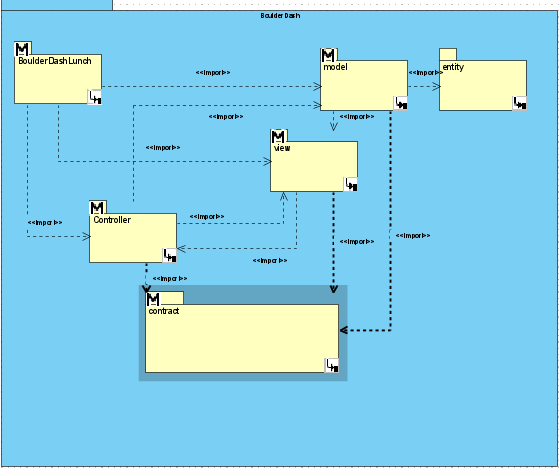 BoulderDash
M
BoulderDashLunch
M
model
entity
<<import>>
<<import>>
<<import>>
<<import>>
M
view
<<import>>
M
Controller
<<import>>
<<import>>
<<import>>
<<import>>
<<import>>
<<import>>
M
contract